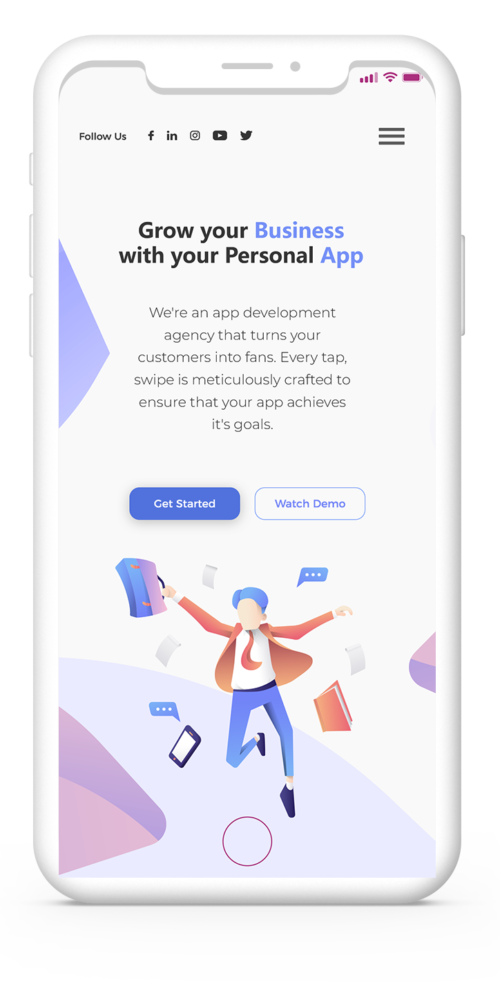 Follow Us
Grow your Business
with your Personal App
We're an app development
agency that turns your
customers into fans. Every tap,
swipe is meticulously crafted to
ensure that your app achieves
it's goals.
Get Started
Watch Demo